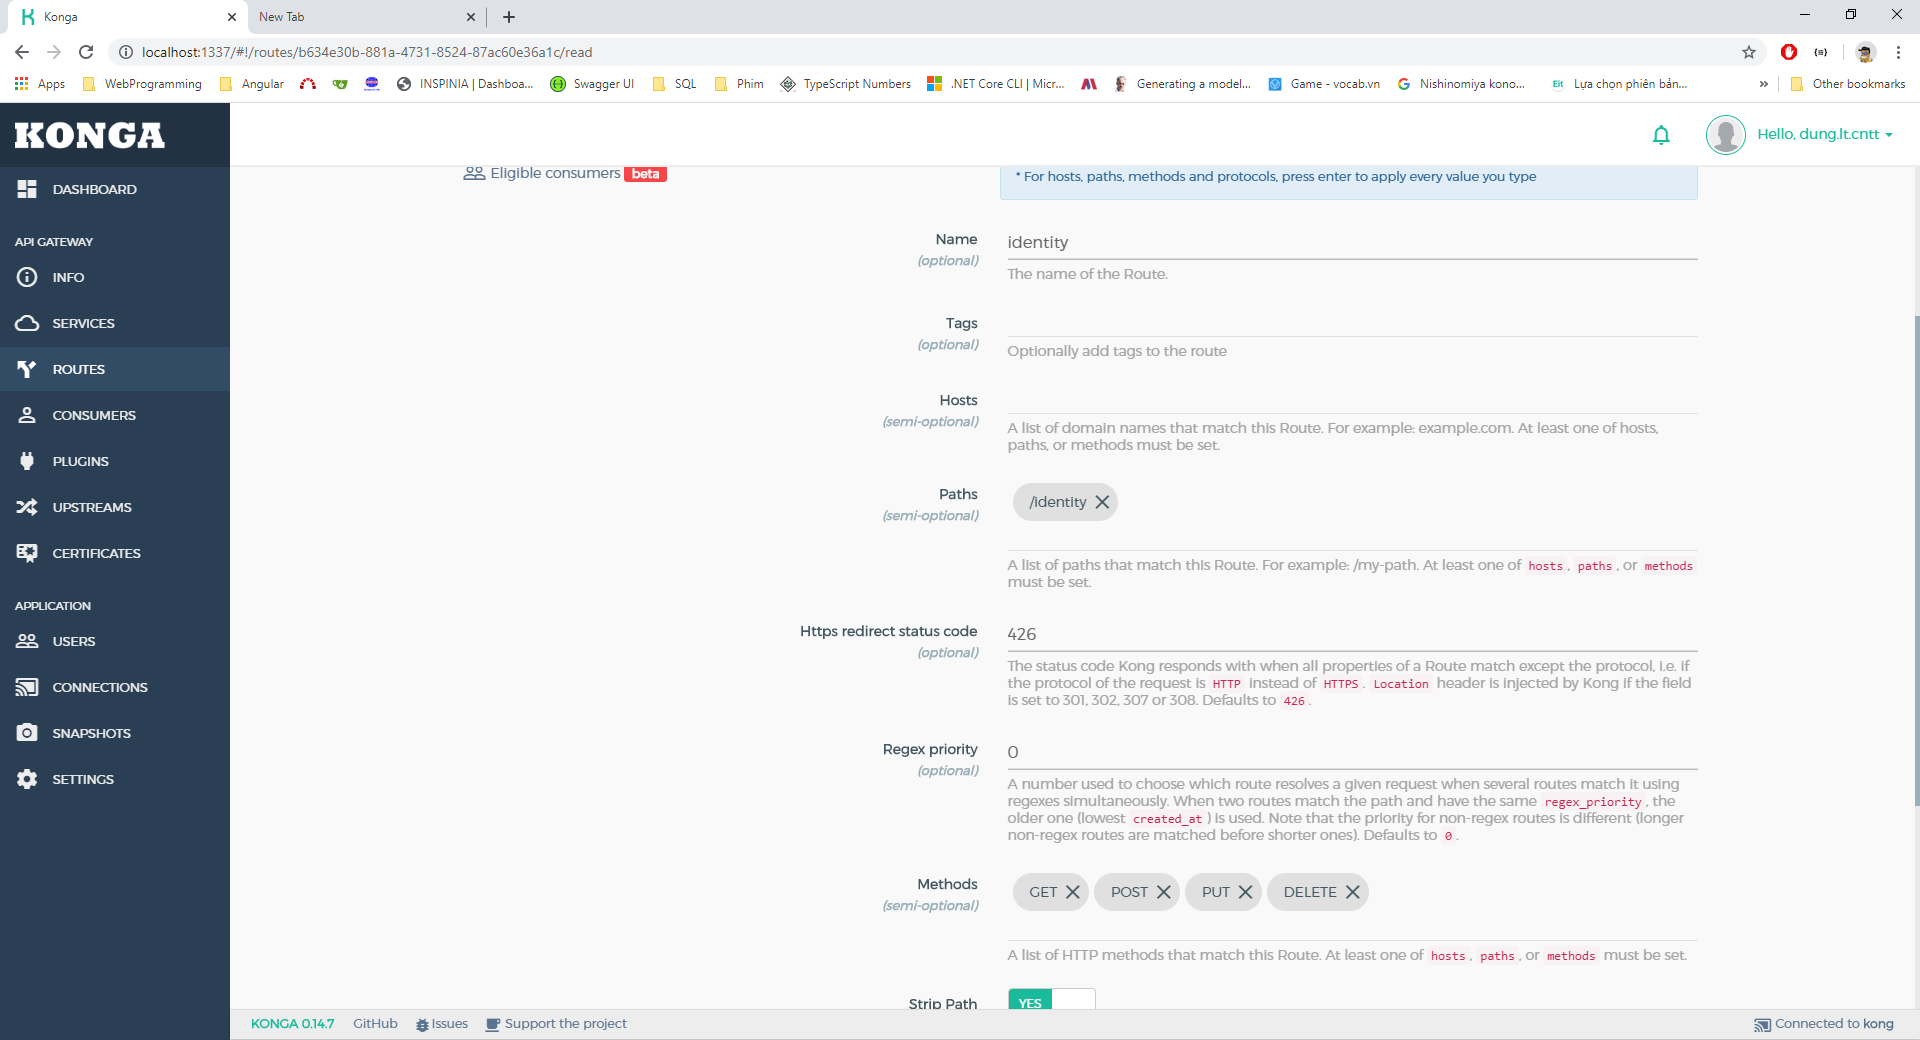 Konga
New Tab
localhost:1337/#!/routes/b634e30b-881a-4731-8524-87ac60e36a1c/read
Apps
WebProgramming
Angular
INSPINIA | Dashboa...
Swagger UI
SQL
Phim
TypeScript Numbers
.NET Core CLI | Micr...
Generating a model...
Game - vocab.vn
Nishinomiya kono...
Eit
Lựa chọn phiên bản...
»
Other bookmarks
KONGA
Hello, dung.lt.cntt
DASHBOARD
API GATEWAY
INFO
SERVICES
ROUTES
CONSUMERS
PLUGINS
UPSTREAMS
CERTIFICATES
APPLICATION
USERS
CONNECTIONS
SNAPSHOTS
SETTINGS
Eligible consumers beta
* For hosts, paths, methods and protocols, press enter to apply every value you type
Name
(optional)
identity
The name of the Route.
Tags
(optional)
Optionally add tags to the route
Hosts
(semi-optional)
A list of domain names that match this Route. For example: example.com. At least one of hosts,
paths, or methods must be set.
Paths
(semi-optional)
/identity
A list of paths that match this Route. For example: /my-path. At least one of hosts, paths, or methods
must be set.
Https redirect status code
(optional)
426
The status code Kong responds with when all properties of a Route match except the protocol, i.e. if
the protocol of the request is HTTP instead of HTTPS. Location header is injected by Kong if the field
is set to 301, 302, 307 or 308. Defaults to 426.
Regex priority
(optional)
0
A number used to choose which route resolves a given request when several routes match it using
regexes simultaneously. When two routes match the path and have the same regex_priority, the
older one (lowest created_at) is used. Note that the priority for non-regex routes is different (longer
non-regex routes are matched before shorter ones). Defaults to 0.
Methods
(semi-optional)
GET
POST
PUT
DELETE
A list of HTTP methods that match this Route. At least one of hosts, paths, or methods must be set.
Strip Path
YES
KONGA 0.14.7
GitHub
Issues
Support the project
Connected to kong